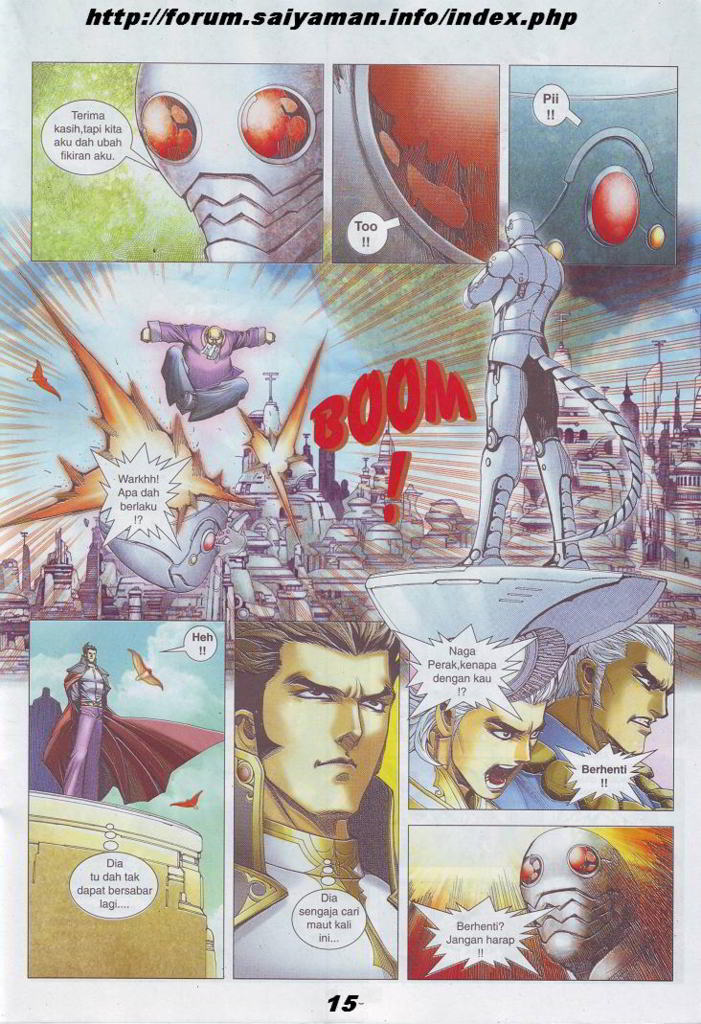 http://forum.saiyaman.info/index.php
Terima
kasih,tapi kita
aku dah ubah
fikiran aku.
Too
!!
Pii
!!
BOOM
!
Warkhh!
Apa dah
berlaku
!?
Heh
!!
Dia
tu dah tak
dapat bersabar
lagi....
Dia
sengaja cari
maut kali
ini...
Naga
Perak,kenapa
dengan kau
!?
Berhenti
!!
Berhenti?
Jangan harap
!!
15-